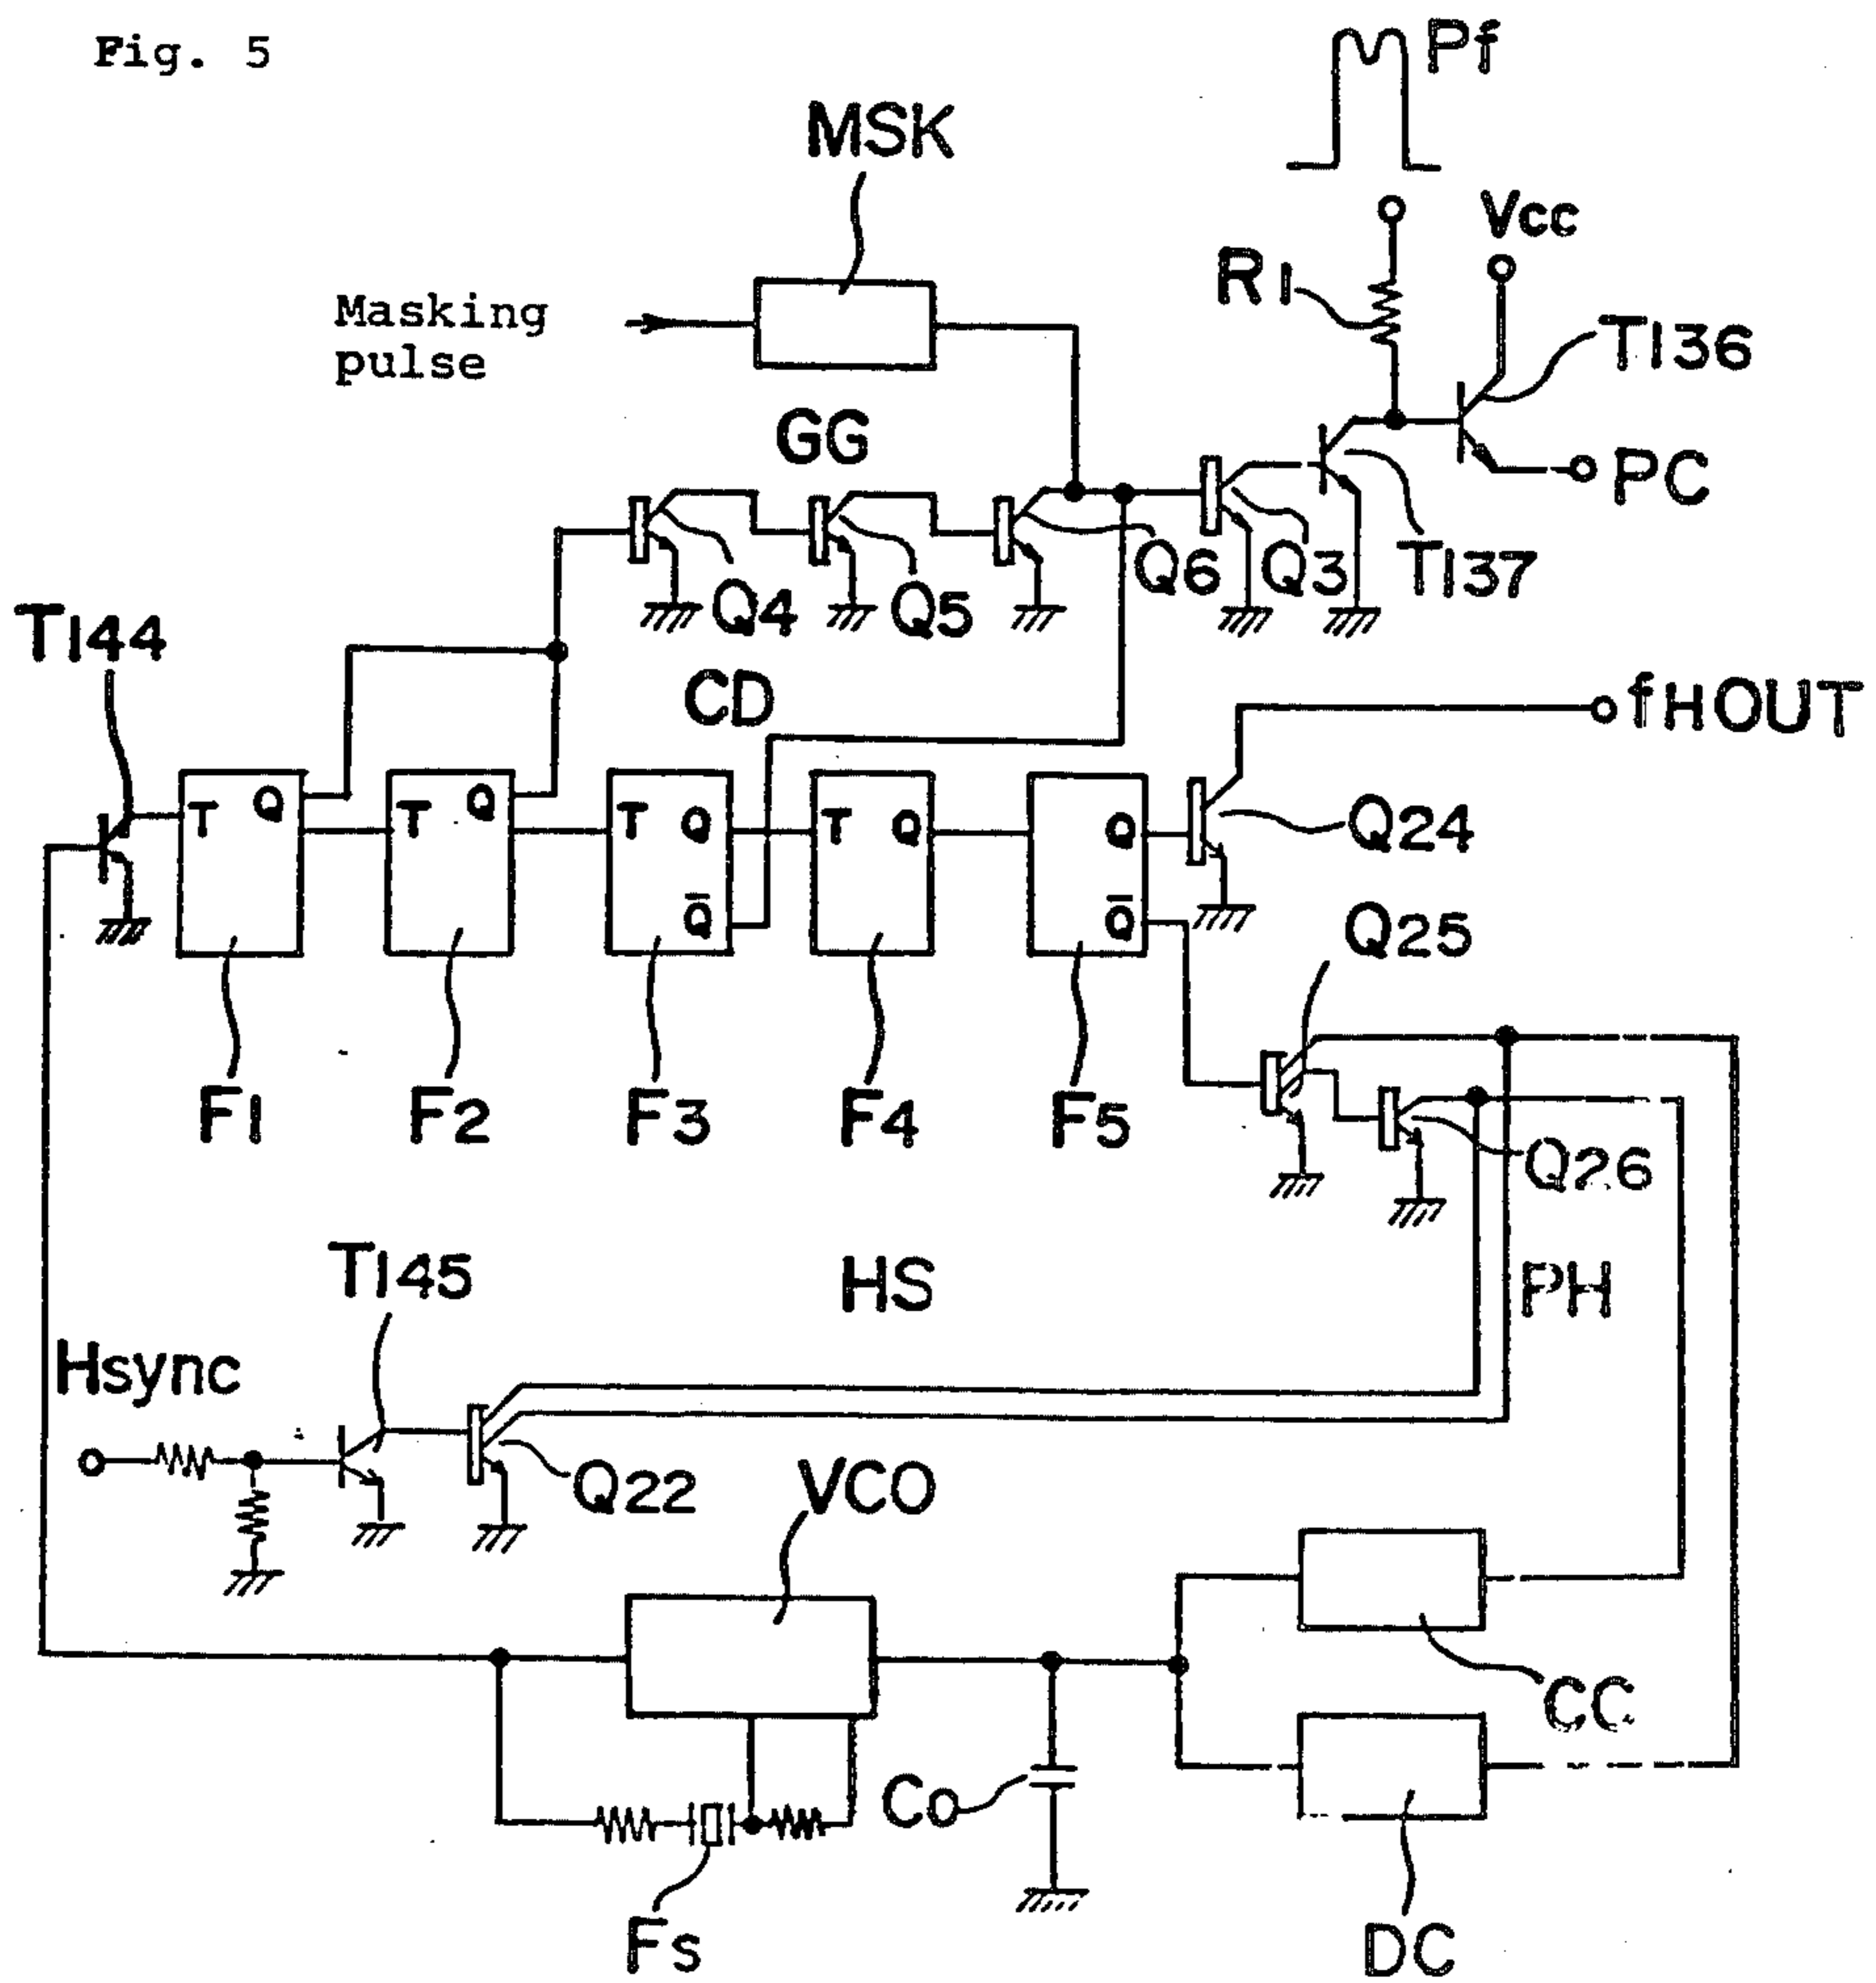 Fig. 5
Pf
MSK
Vcc
R1
Masking
pulse
T136
GG
PC
Q4
Q5
Q6
Q3
T137
T144
CD
fHOUT
T Q
T Q
T Q
Q̄
T Q
Q
Q̄
Q24
Q25
F1
F2
F3
F4
F5
Q26
T145
HS
PH
Hsync
Q22
VCO
CC
Co
Fs
DC